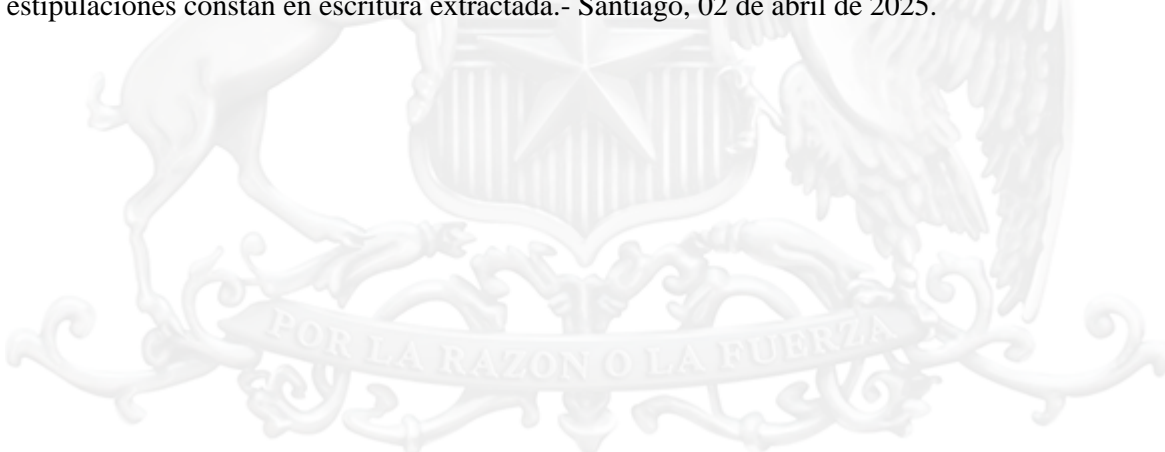 estipulaciones constan en escritura extractada.- Santiago, 02 de abril de 2025.
POR LA RAZON O LA FUERZA